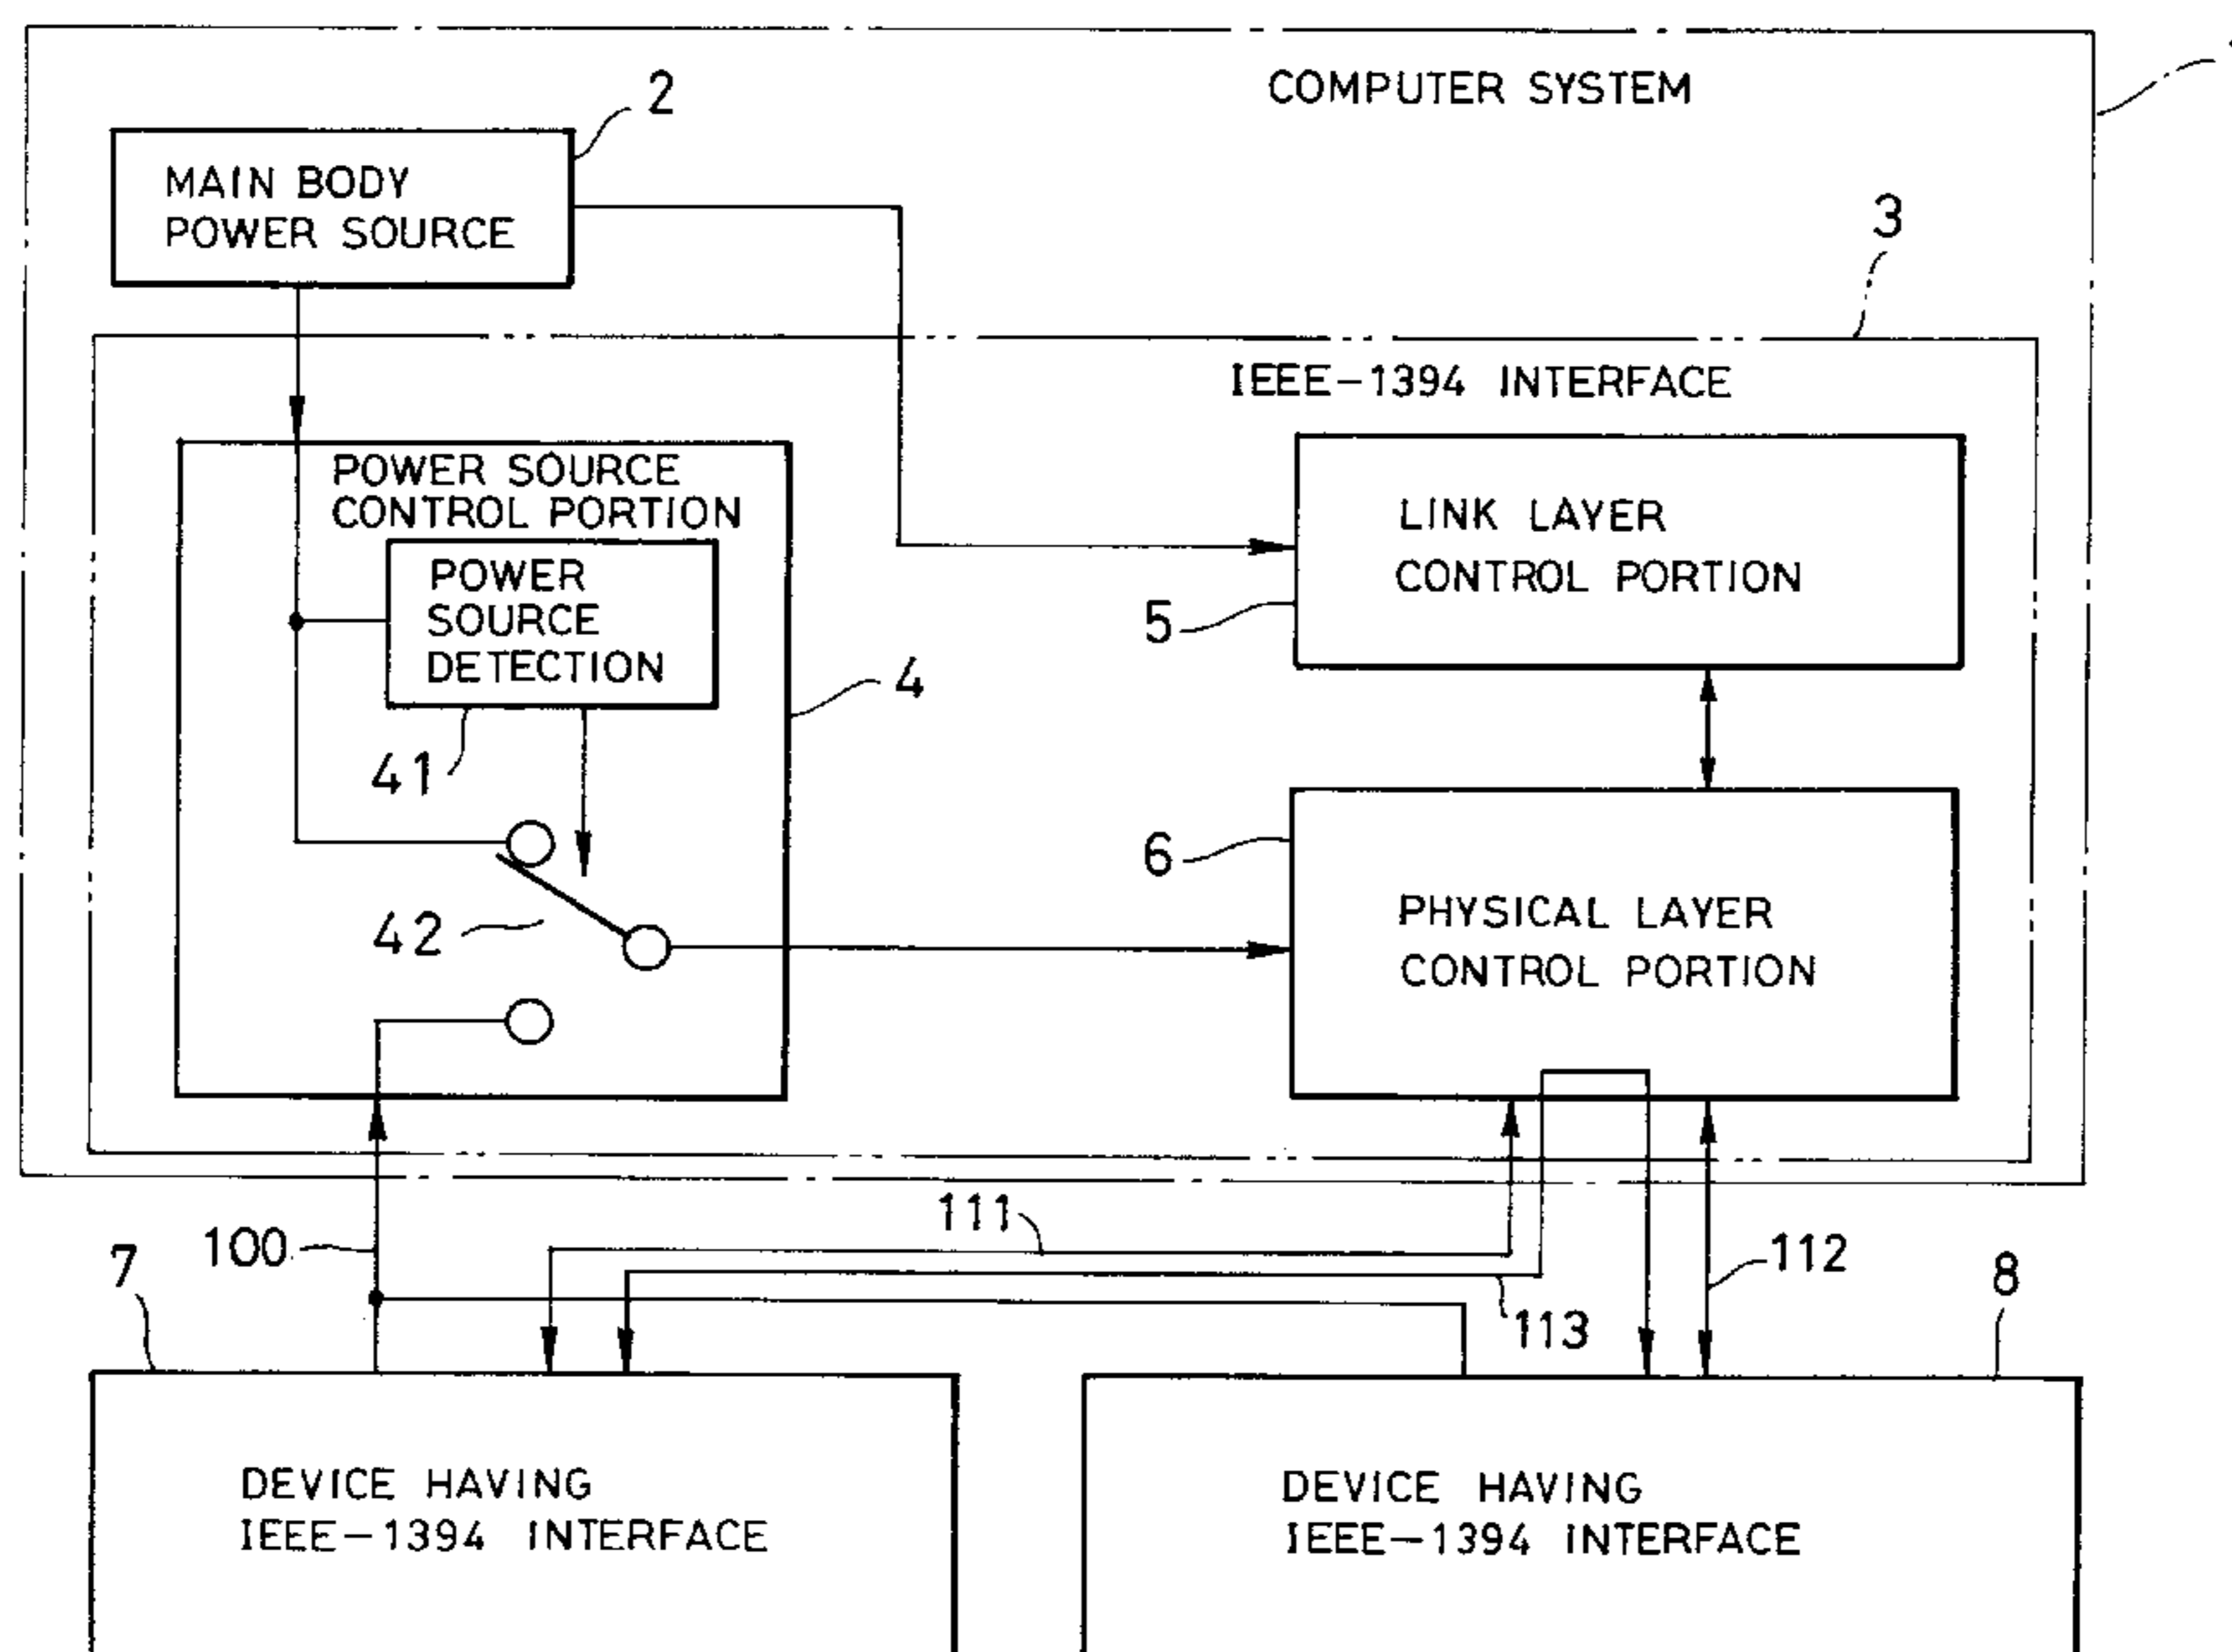 COMPUTER SYSTEM
2
MAIN BODY
POWER SOURCE
3
IEEE-1394 INTERFACE
POWER SOURCE
CONTROL PORTION
POWER
SOURCE
DETECTION
LINK LAYER
CONTROL PORTION
5
4
41
6
42
PHYSICAL LAYER
CONTROL PORTION
111
100
7
112
8
113
DEVICE HAVING
IEEE-1394 INTERFACE
DEVICE HAVING
IEEE-1394 INTERFACE